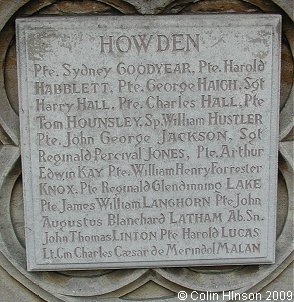 HOWDEN
Pte. Sydney GOODYEAR, Pte. Harold
HABBLETT, Pte. George HAIGH, Sgt
Harry HALL, Pte. Charles HALL, Pte
Tom HOUNSLEY, Sp. William HUSTLER
Pte. John George JACKSON, Sgt
Reginald Percival JONES, Pte. Arthur
Edwin KAY Pte. William Henry Forrester
KNOX, Pte Reginald Glendinning LAKE
Pte James William LANGHORN Pte John
Augustus Blanchard LATHAM Ab. Sn.
John Thomas LINTON Pte Harold LUCAS
Lt. Cm Charles Cæsar de Merindol MALAN
© Colin Hinson 2009